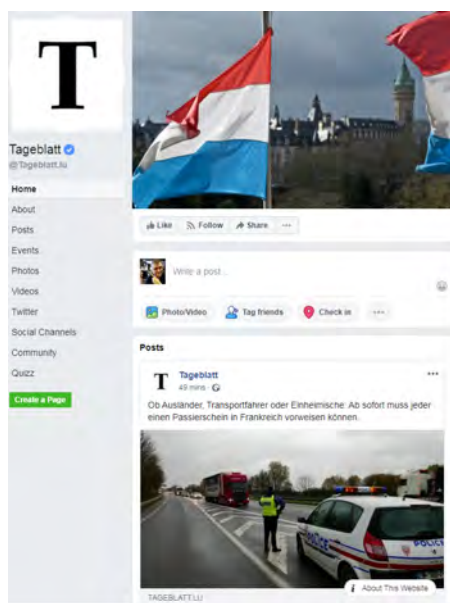 T
Tageblatt
@Tageblatt.lu
Home
About
Posts
Events
Photos
Videos
Twitter
Social Channels
Community
Quizz
Create a Page
Like
Follow
Share
Write a post ..
Photo/Video
Tag friends
Check in
Posts
T
Tageblatt
49 mins ·
Ob Ausländer, Transportfahrer oder Einheimische: Ab sofort muss jeder
einen Passierschein in Frankreich vorweisen können.
POLICE
POLICE
i About This Website
TAGEBLATT.LU